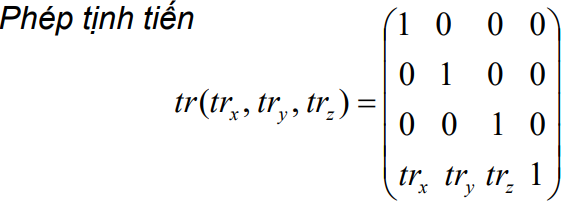 Phép tịnh tiến
1 0 0 0
0 1 0 0
tr(trx, try, trz) =
0 0 1 0
trx try trz 1